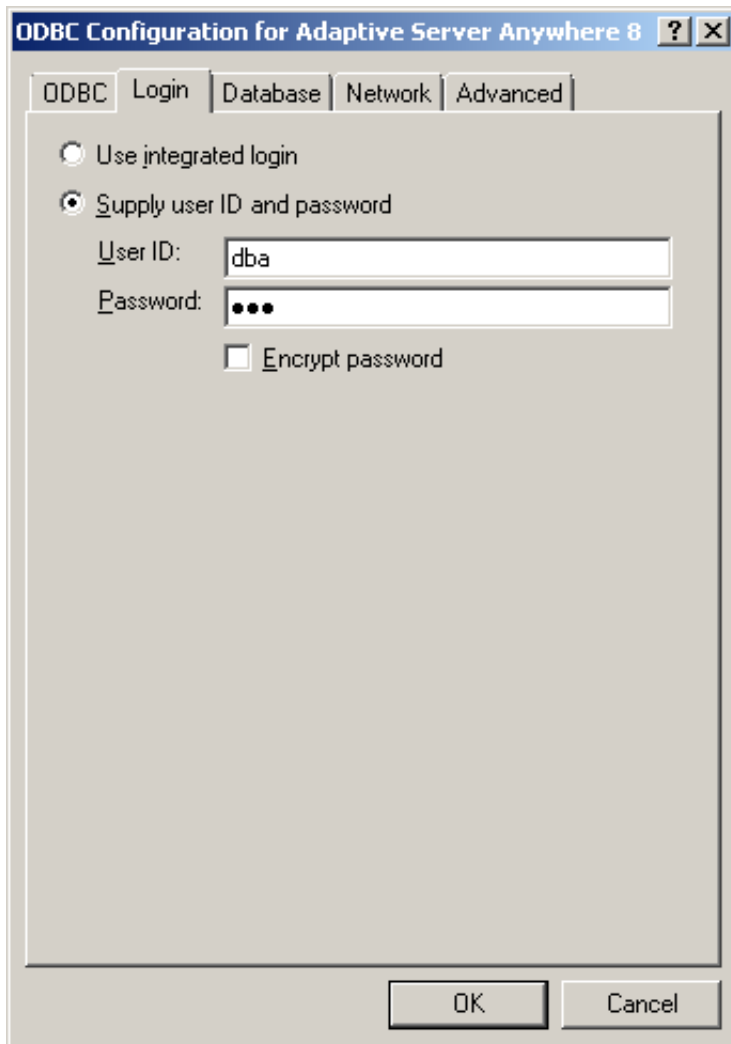 ODBC Configuration for Adaptive Server Anywhere 8 ? X
ODBC Login Database Network Advanced
Use integrated login
Supply user ID and password
User ID: dba
Password: •••
Encrypt password
OK Cancel